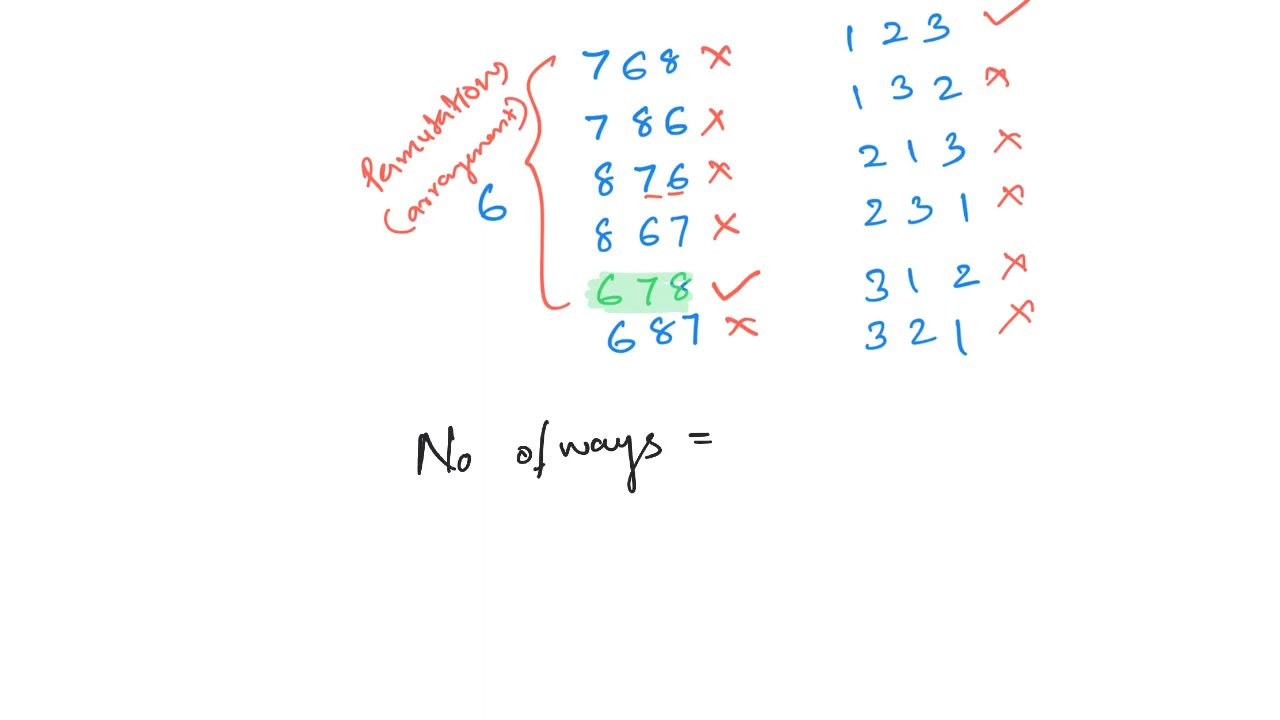 1 2 3 ✓
7 6 8 ×
1 3 2 ×
Permutation
(arrangement)
7 8 6 ×
2 1 3 ×
8 7 6 ×
6
2 3 1 ×
8 6 7 ×
6 7 8 ✓
3 1 2 ×
6 8 7 ×
3 2 1 ×
No of ways =